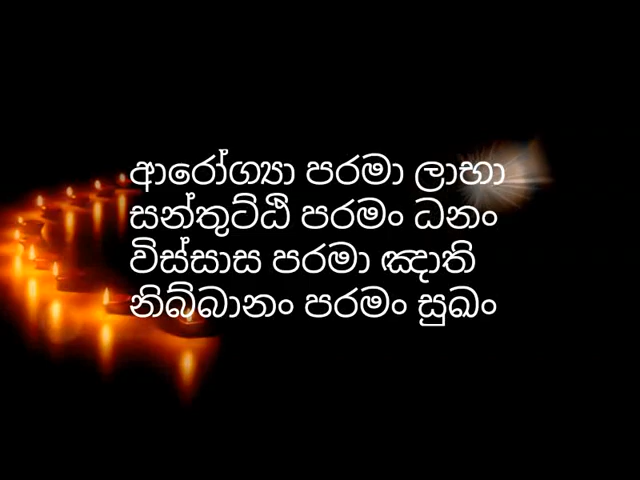 ආරෝග්‍යා පරමා ලාභා
සන්තුට්ඨි පරමං ධනං
විස්සාස පරමා ඤාති
නිබ්බානං පරමං සුඛං